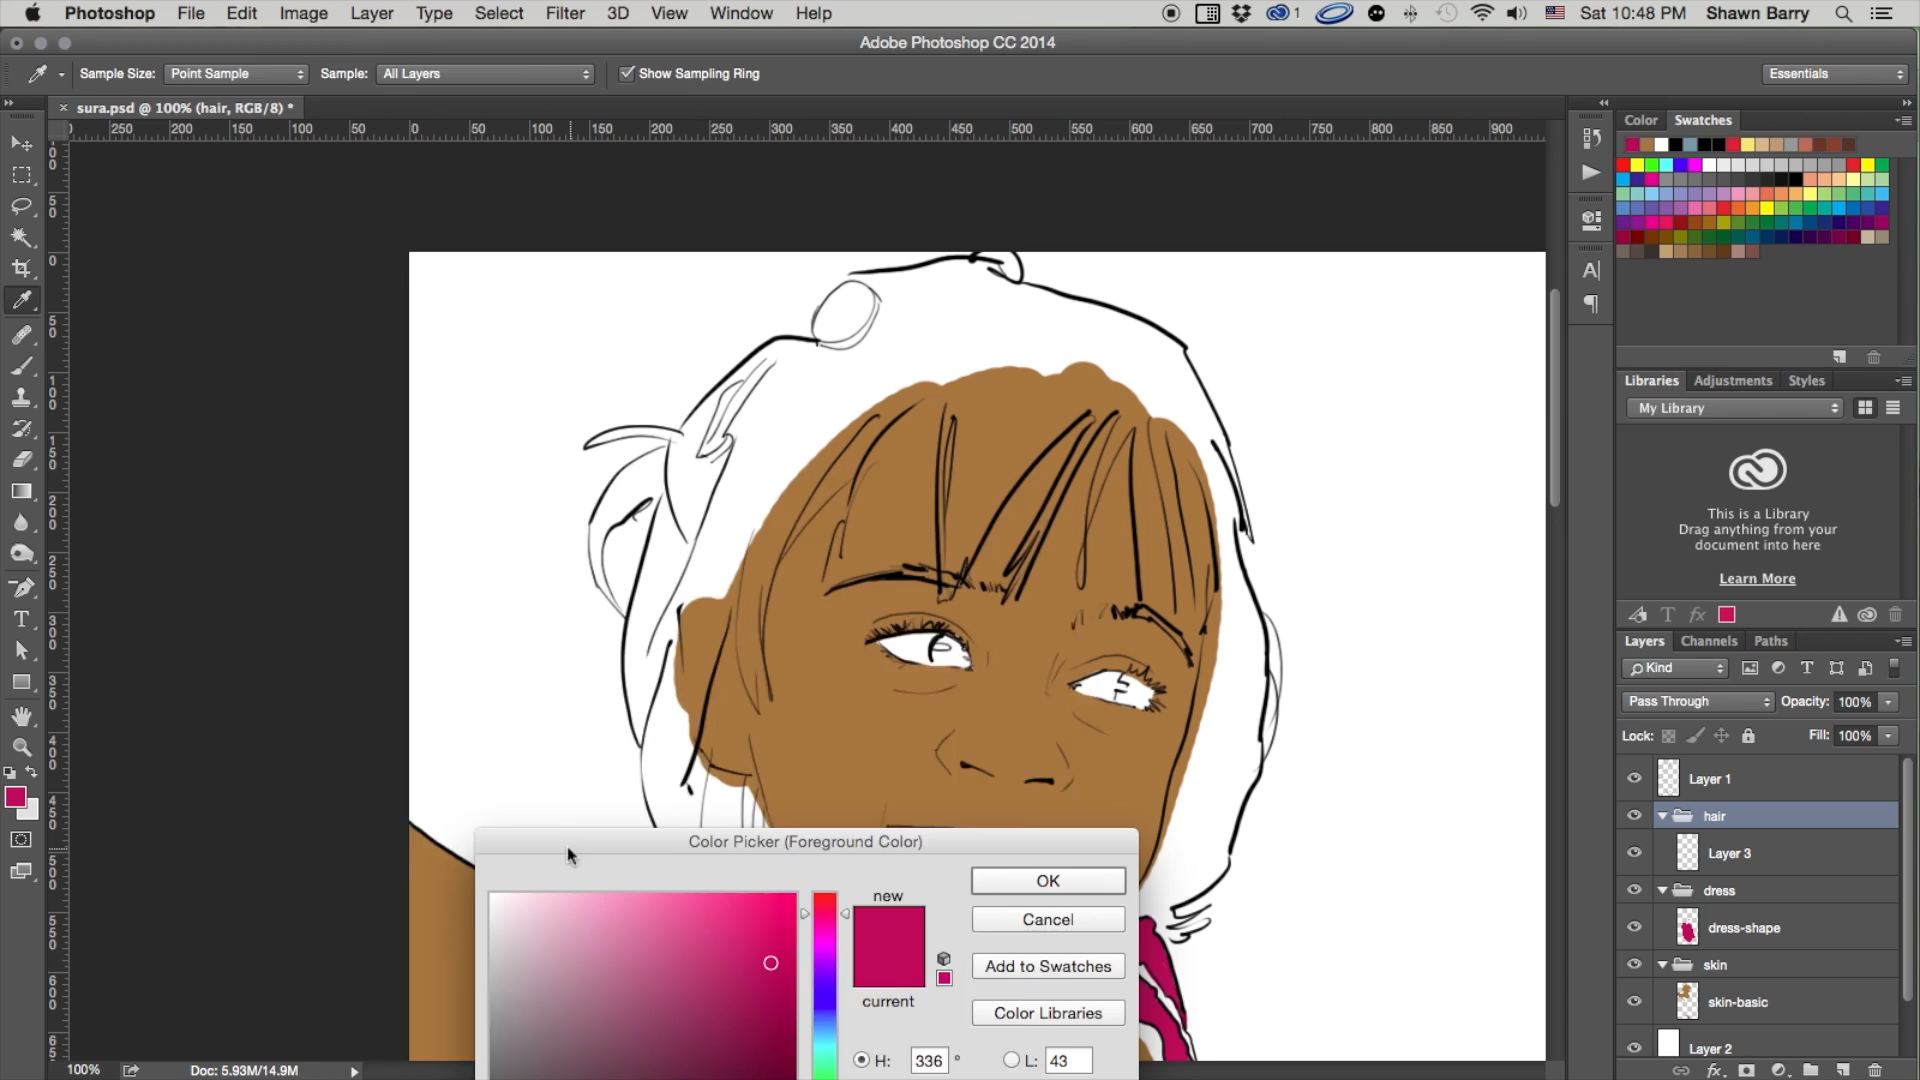 Photoshop File Edit Image Layer Type Select Filter 3D View Window Help 1 Sat 10:48 PM Shawn Barry
Adobe Photoshop CC 2014
Sample Size: Point Sample Sample: All Layers Show Sampling Ring Essentials
× sura.psd @ 100% (hair, RGB/8) *
250 200 150 100 50 0 50 100 150 200 250 300 350 400 450 500 550 600 650 700 750 800 850 900
Color Swatches
Libraries Adjustments Styles
My Library
This is a Library
Drag anything from your
document into here
Learn More
Layers Channels Paths
Kind
Pass Through Opacity: 100%
Lock: Fill: 100%
Layer 1
hair
Layer 3
dress
dress-shape
skin
skin-basic
Layer 2
Color Picker (Foreground Color)
new
current
OK
Cancel
Add to Swatches
Color Libraries
H: 336 ° L: 43
100% Doc: 5.93M/14.9M